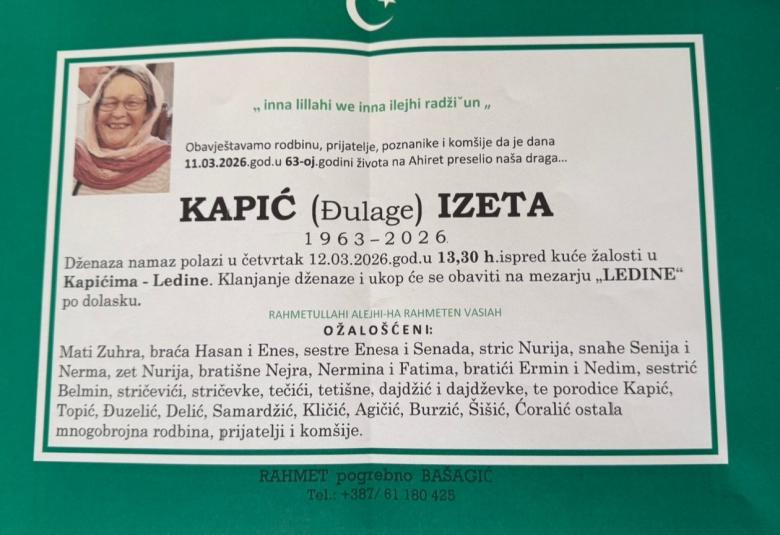 „ inna lillahi we inna ilejhi radži˘un „
Obavještavamo rodbinu, prijatelje, poznanike i komšije da je dana
11.03.2026.god.u 63-oj.godini života na Ahiret preselio naša draga...
KAPIĆ (Đulage) IZETA
1963–2026
Dženaza namaz polazi u četvrtak 12.03.2026.god.u 13,30 h.ispred kuće žalosti u
Kapićima - Ledine. Klanjanje dženaze i ukop će se obaviti na mezarju „LEDINE“
po dolasku.
RAHMETULLAHI ALEJHI-HA RAHMETEN VASIAH
OŽALOŠĆENI:
Mati Zuhra, braća Hasan i Enes, sestre Enesa i Senada, stric Nurija, snahe Senija i
Nerma, zet Nurija, bratišne Nejra, Nermina i Fatima, bratići Ermin i Nedim, sestrić
Belmin, stričevići, stričevke, tečići, tetišne, dajdžić i dajdževke, te porodice Kapić,
Topić, Đuzelić, Delić, Samardžić, Kličić, Agičić, Burzić, Šišić, Ćoralić ostala
mnogobrojna rodbina, prijatelji i komšije.
RAHMET pogrebno BAŠAGIĆ
Tel.: +387/ 61 180 425